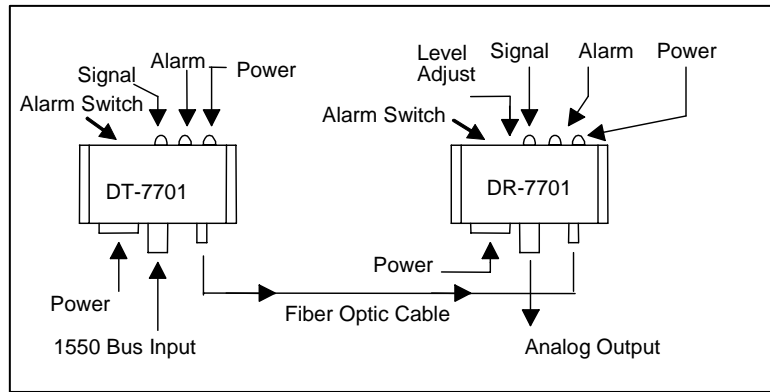 Signal
Alarm
Power
Alarm Switch
DT-7701
Power
1550 Bus Input
Fiber Optic Cable
Level
Adjust
Signal
Alarm
Power
Alarm Switch
DR-7701
Power
Analog Output